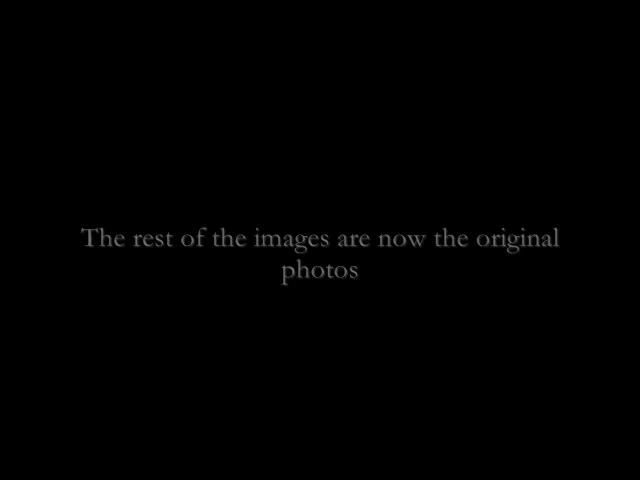 The rest of the images are now the original
photos